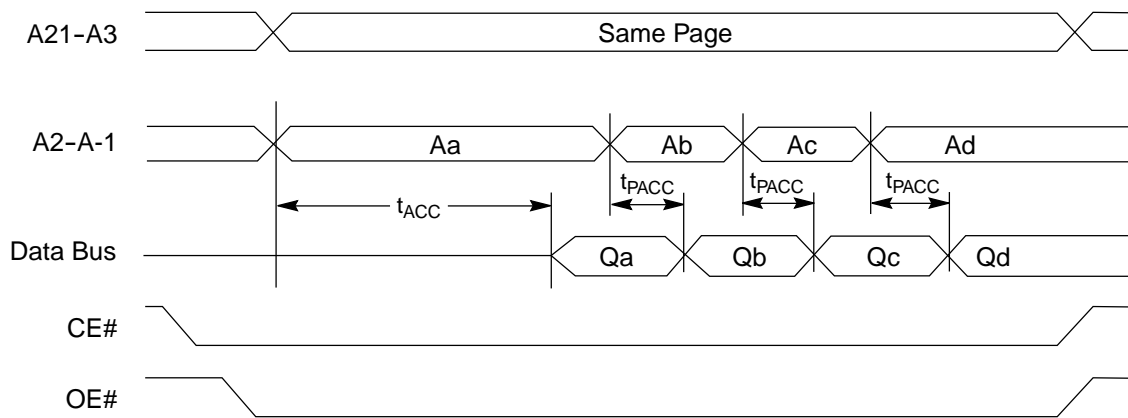 A21–A3 Same Page
A2–A-1 Aa Ab Ac Ad
tACC tPACC tPACC tPACC
Data Bus Qa Qb Qc Qd
CE#
OE#